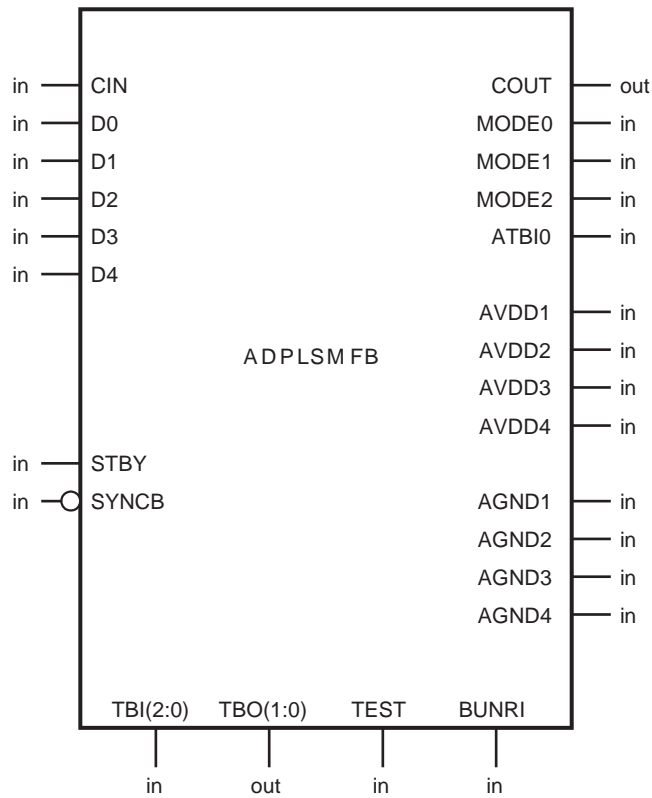 in CIN COUT out
in D0 MODE0 in
in D1 MODE1 in
in D2 MODE2 in
in D3 ATBI0 in
in D4
AVDD1 in
AVDD2 in
ADPLSMFB
AVDD3 in
AVDD4 in
in STBY
in SYNCB AGND1 in
AGND2 in
AGND3 in
AGND4 in
TBI(2:0) TBO(1:0) TEST BUNRI
in out in in